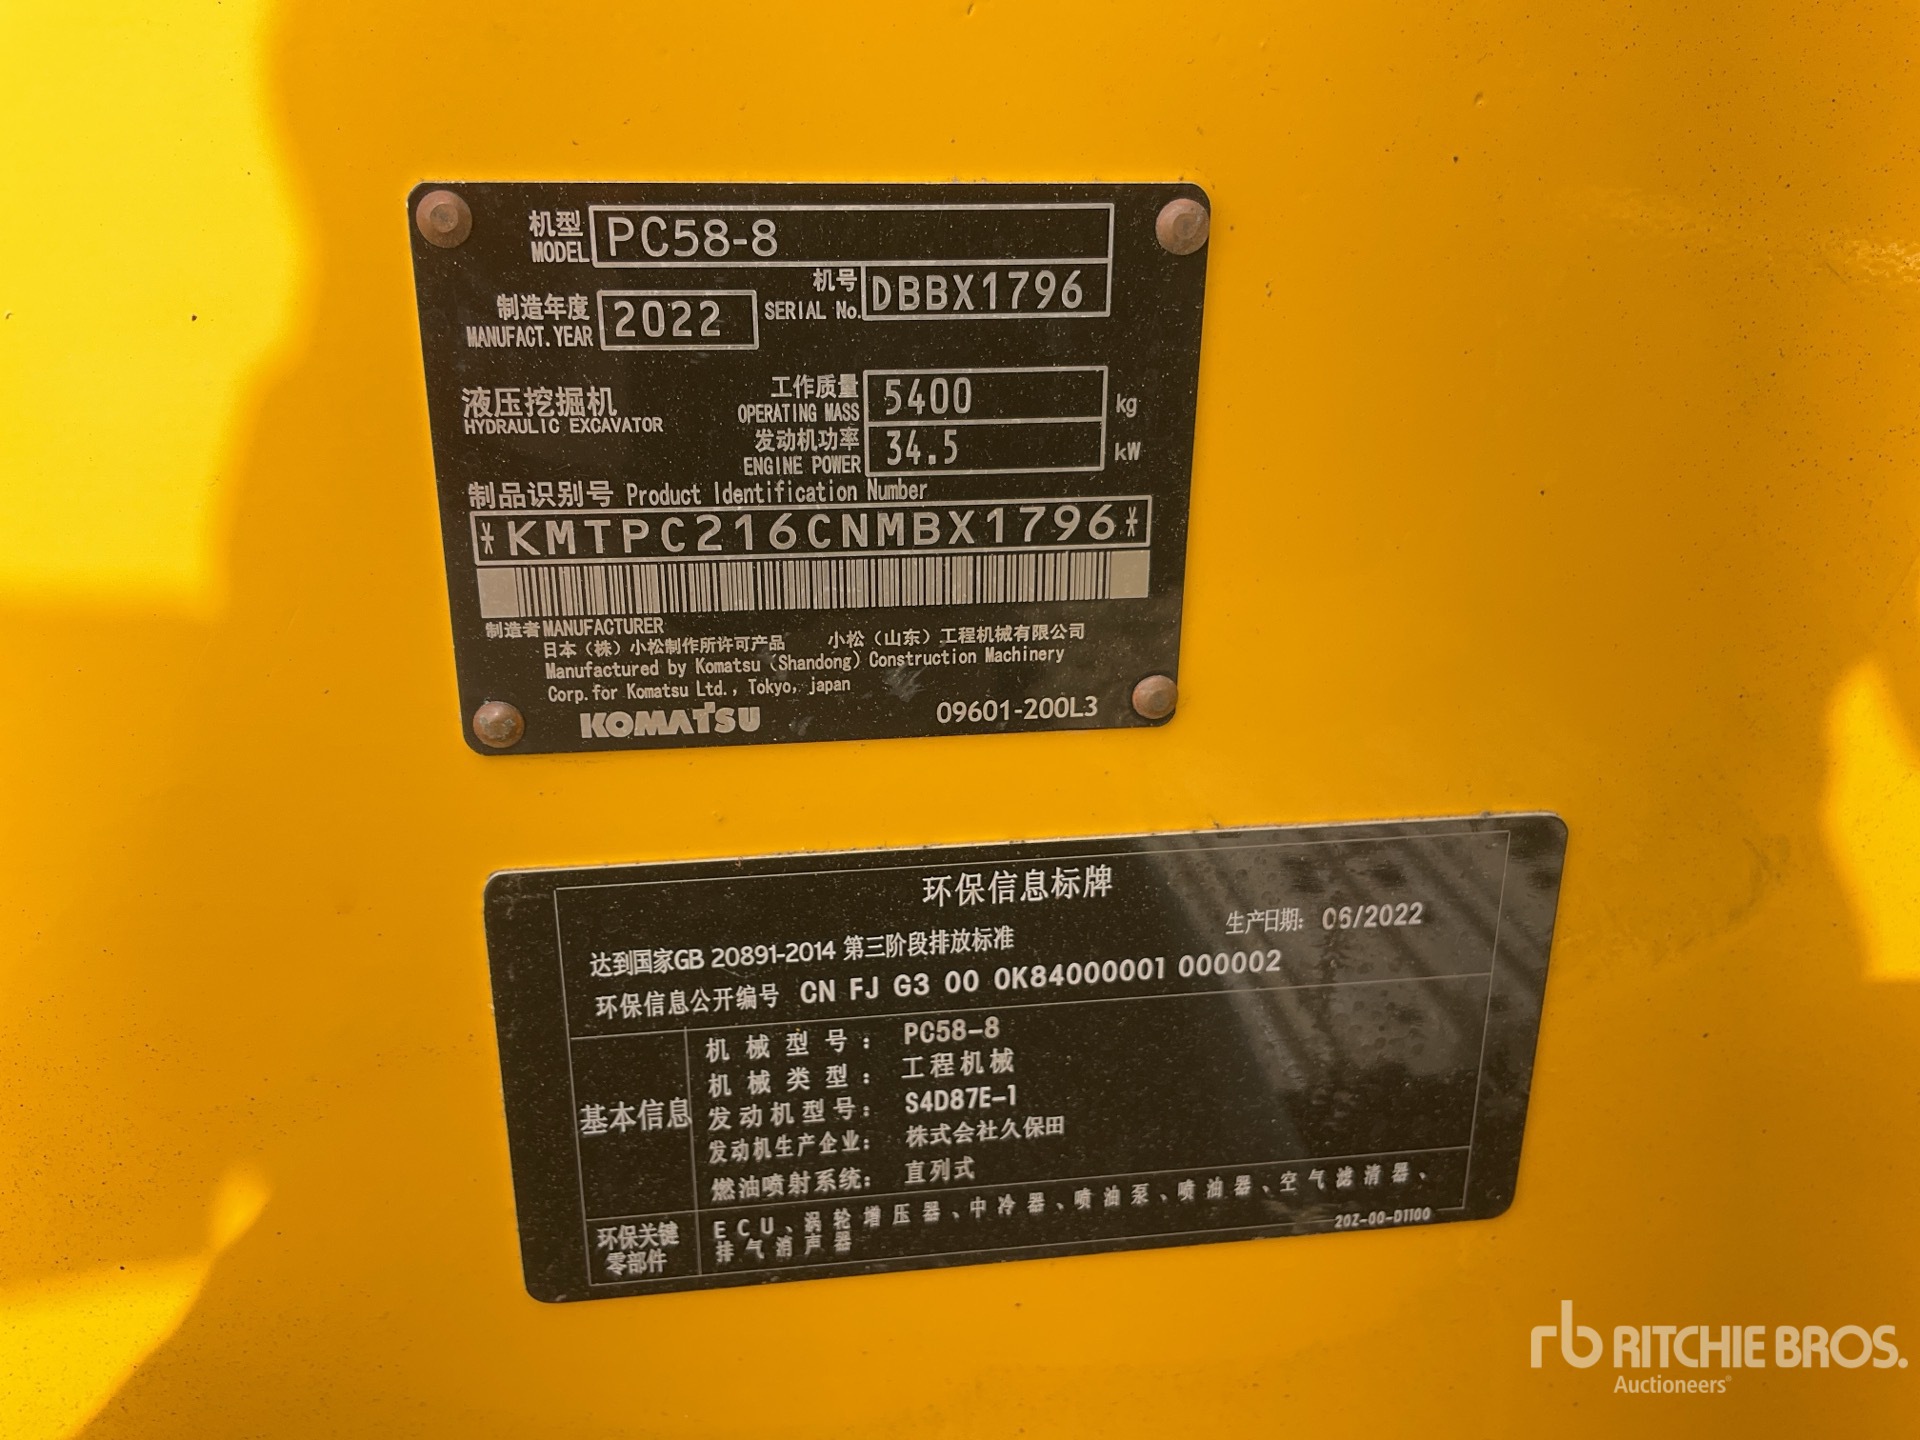 机型 MODEL PC58-8
机号 SERIAL No. DBBX1796
制造年度 MANUFACT.YEAR 2022
液压挖掘机
HYDRAULIC EXCAVATOR
工作质量 OPERATING MASS 5400 kg
发动机功率 ENGINE POWER 34.5 kW
制品识别号 Product Identification Number
*KMTPC216CNMBX1796*
制造者 MANUFACTURER
日本（株）小松制作所许可产品 小松（山东）工程机械有限公司
Manufactured by Komatsu (Shandong) Construction Machinery
Corp. for Komatsu Ltd., Tokyo, japan
KOMATSU 09601-200L3
环保信息标牌
生产日期: 06/2022
达到国家GB 20891-2014 第三阶段排放标准
环保信息公开编号 CN FJ G3 00 0K84000001 000002
基本信息
机械型号: PC58-8
机械类型: 工程机械
发动机型号: S4D87E-1
发动机生产企业: 株式会社久保田
燃油喷射系统: 直列式
环保关键
零部件
ECU、涡轮增压器、中冷器、喷油泵、喷油器、空气滤清器、
排气消声器
20Z-00-D1100
rb RITCHIE BROS.
Auctioneers®